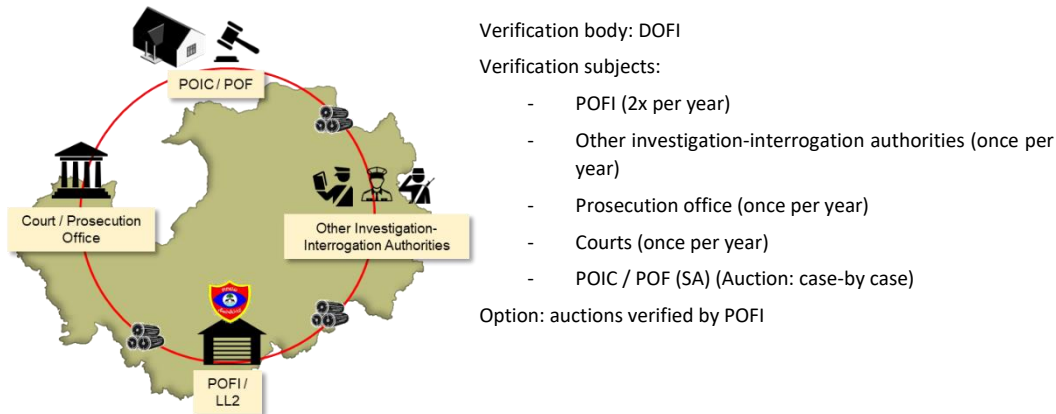 POIC / POF
Court / Prosecution
Office
Other Investigation-
Interrogation Authorities
POFI /
LL2
Verification body: DOFI
Verification subjects:
- POFI (2x per year)
- Other investigation-interrogation authorities (once per
year)
- Prosecution office (once per year)
- Courts (once per year)
- POIC / POF (SA) (Auction: case-by case)
Option: auctions verified by POFI